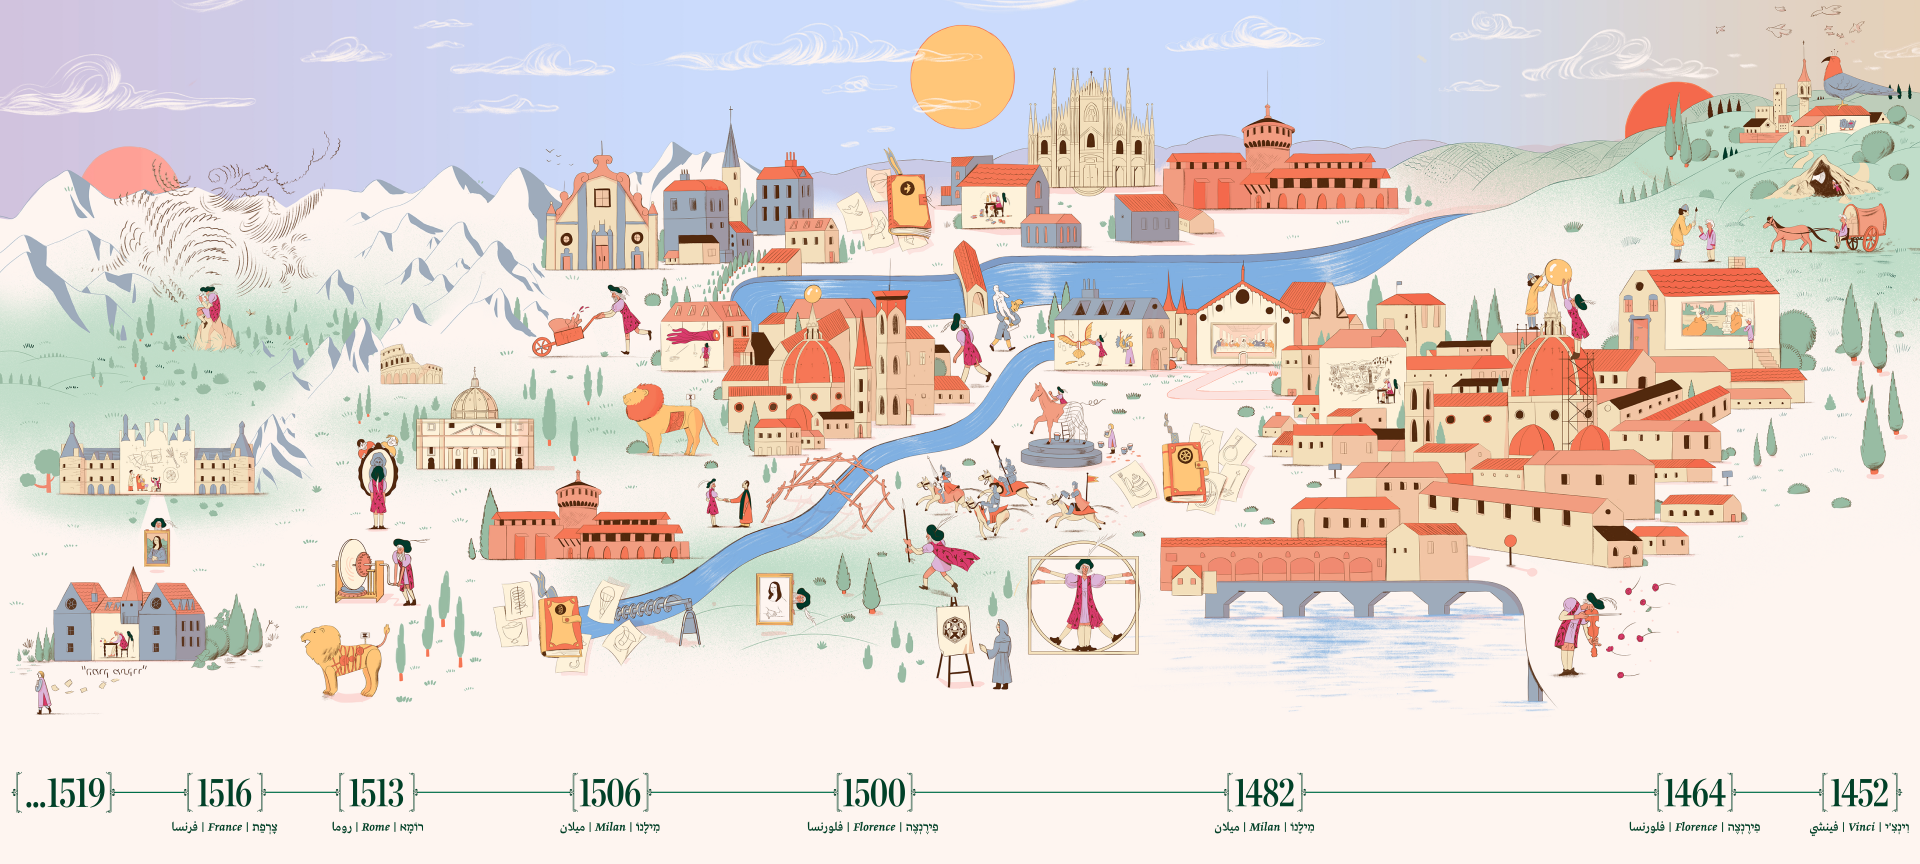 1452
וִינְצִ'י | Vinci | فينشي
1464
פִירֶנְצֶה | Florence | فلورنسا
1482
מִילָנוֹ | Milan | ميلان
1500
פִירֶנְצֶה | Florence | فلورنسا
1506
מִילָנוֹ | Milan | ميلان
1513
רוֹמָא | Rome | روما
1516
צָרְפַת | France | فرنسا
...1519